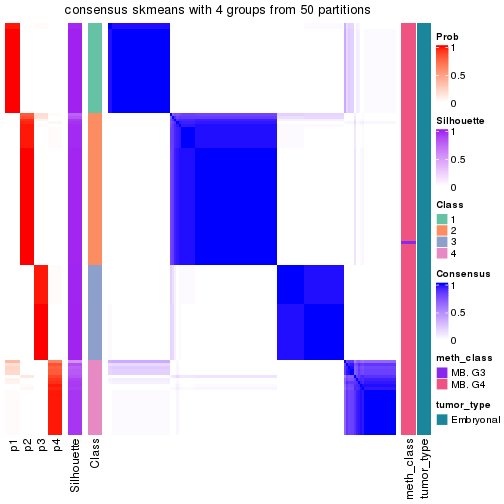 consensus skmeans with 4 groups from 50 partitions
Prob
1
0.5
0
Silhouette
1
0.5
0
Class
1
2
3
4
Consensus
1
0.5
0
meth_class
MB. G3
MB. G4
tumor_type
Embryonal
p1
p2
p3
p4
Silhouette
Class
meth_class
tumor_type